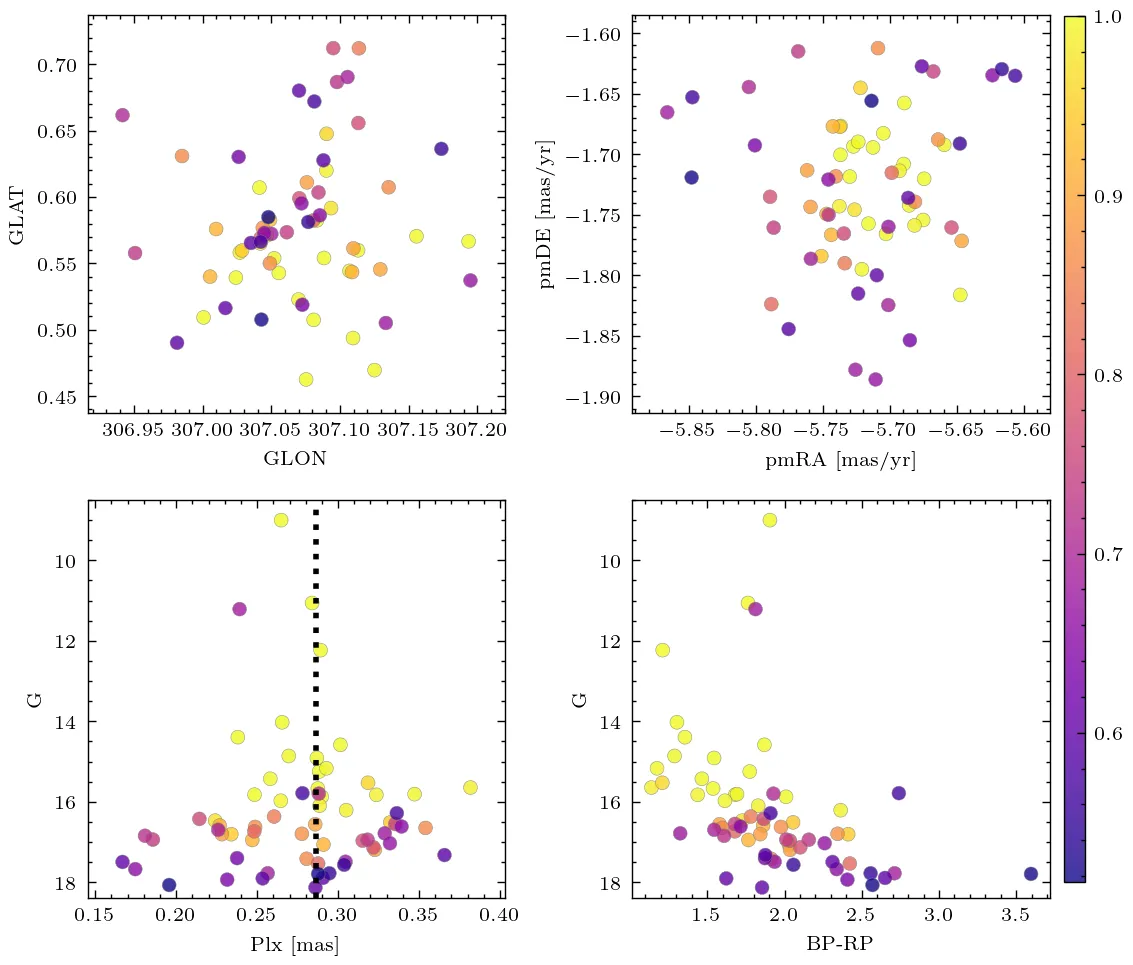 0.70
0.65
0.60
0.55
0.50
0.45
GLAT
306.95 307.00 307.05 307.10 307.15 307.20
GLON
−1.60
−1.65
−1.70
−1.75
−1.80
−1.85
−1.90
pmDE [mas/yr]
−5.85 −5.80 −5.75 −5.70 −5.65 −5.60
pmRA [mas/yr]
1.0
0.9
0.8
0.7
0.6
10
12
14
16
18
G
0.15 0.20 0.25 0.30 0.35 0.40
Plx [mas]
10
12
14
16
18
G
1.5 2.0 2.5 3.0 3.5
BP-RP